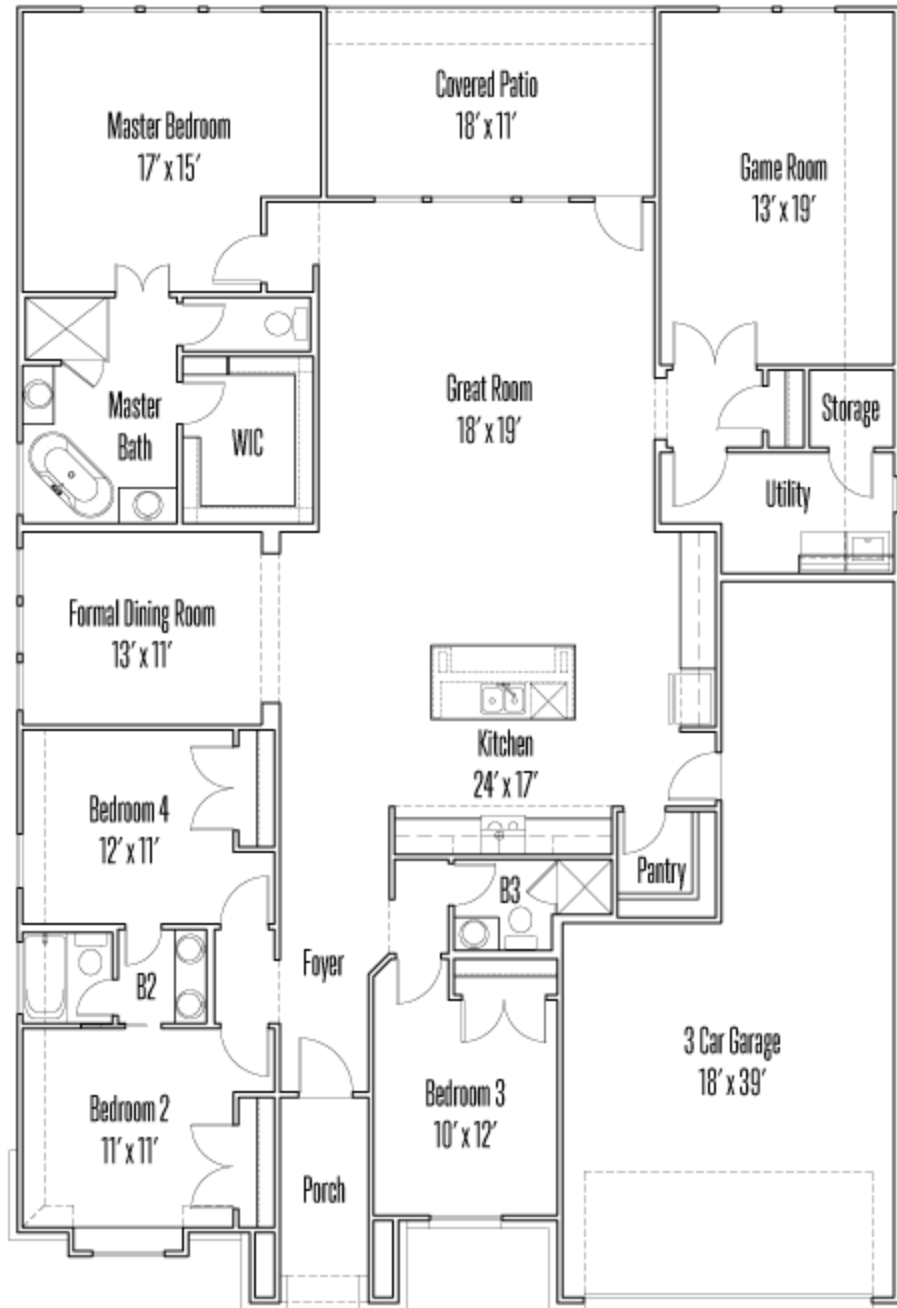 Master Bedroom
17' x 15'
Covered Patio
18' x 11'
Game Room
13' x 19'
Great Room
18' x 19'
Master
Bath
WIC
Storage
Utility
Formal Dining Room
13' x 11'
Kitchen
24' x 17'
Bedroom 4
12' x 11'
Pantry
B3
B2
Foyer
3 Car Garage
18' x 39'
Bedroom 2
11' x 11'
Bedroom 3
10' x 12'
Porch